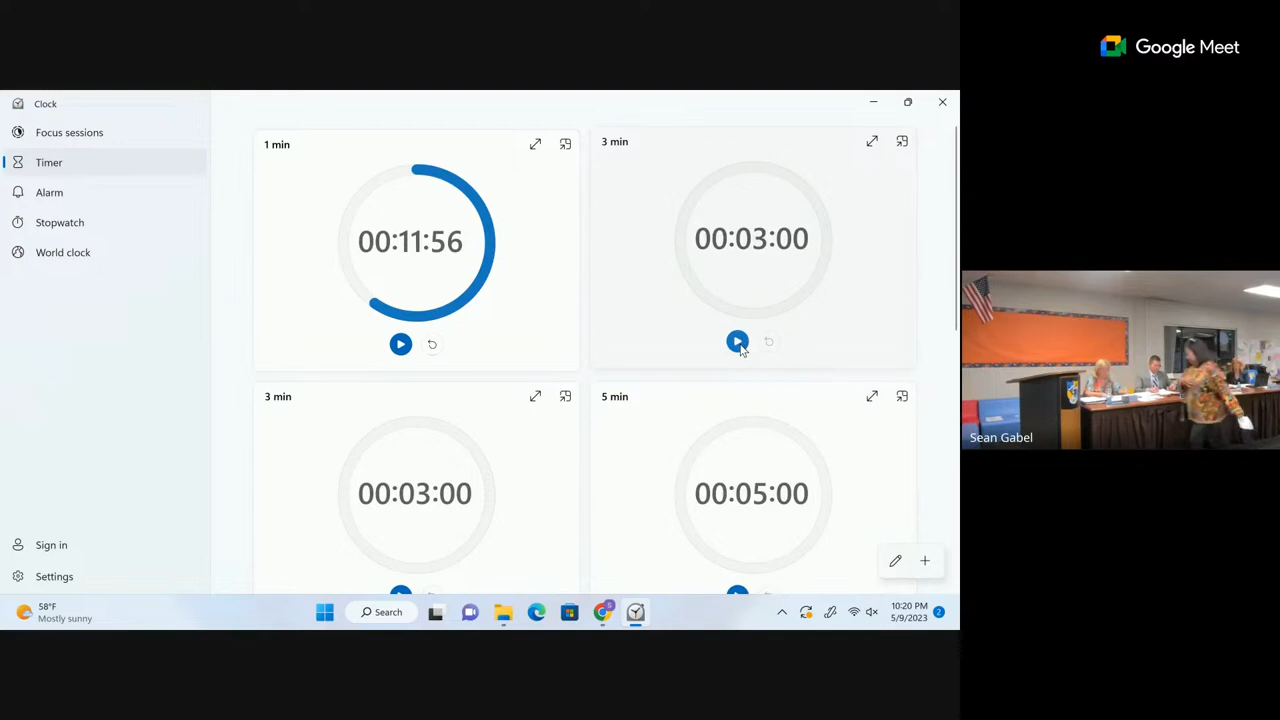 Google Meet
Clock
Focus sessions
Timer
Alarm
Stopwatch
World clock
Sign in
Settings
1 min
00:11:56
3 min
00:03:00
3 min
00:03:00
5 min
00:05:00
Sean Gabel
58°F
Mostly sunny
Search
10:20 PM
5/9/2023
2